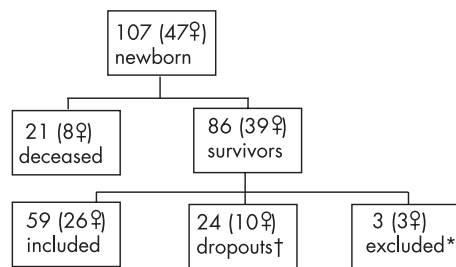 107 (47♀)
newborn
21 (8♀)
deceased
86 (39♀)
survivors
59 (26♀)
included
24 (10♀)
dropouts†
3 (3♀)
excluded*